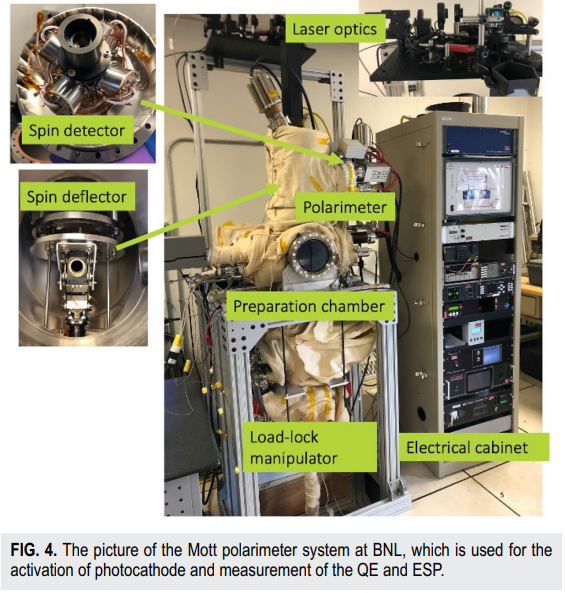 Laser optics
Spin detector
Spin deflector
Polarimeter
Preparation chamber
Load-lock
manipulator
Electrical cabinet
5
FIG. 4. The picture of the Mott polarimeter system at BNL, which is used for the
activation of photocathode and measurement of the QE and ESP.